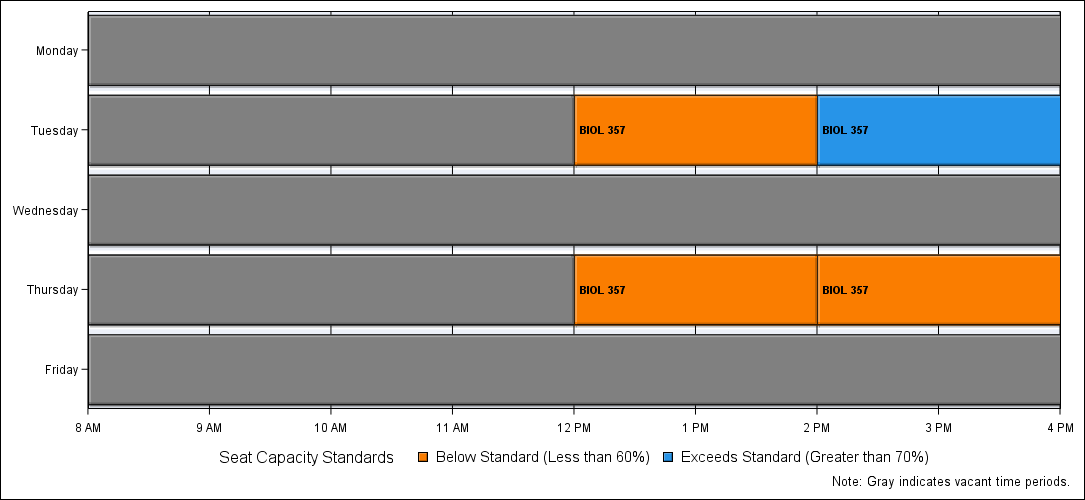 Monday
Tuesday
BIOL 357 BIOL 357
Wednesday
Thursday
BIOL 357 BIOL 357
Friday
8 AM 9 AM 10 AM 11 AM 12 PM 1 PM 2 PM 3 PM 4 PM
Seat Capacity Standards Below Standard (Less than 60%) Exceeds Standard (Greater than 70%)
Note: Gray indicates vacant time periods.